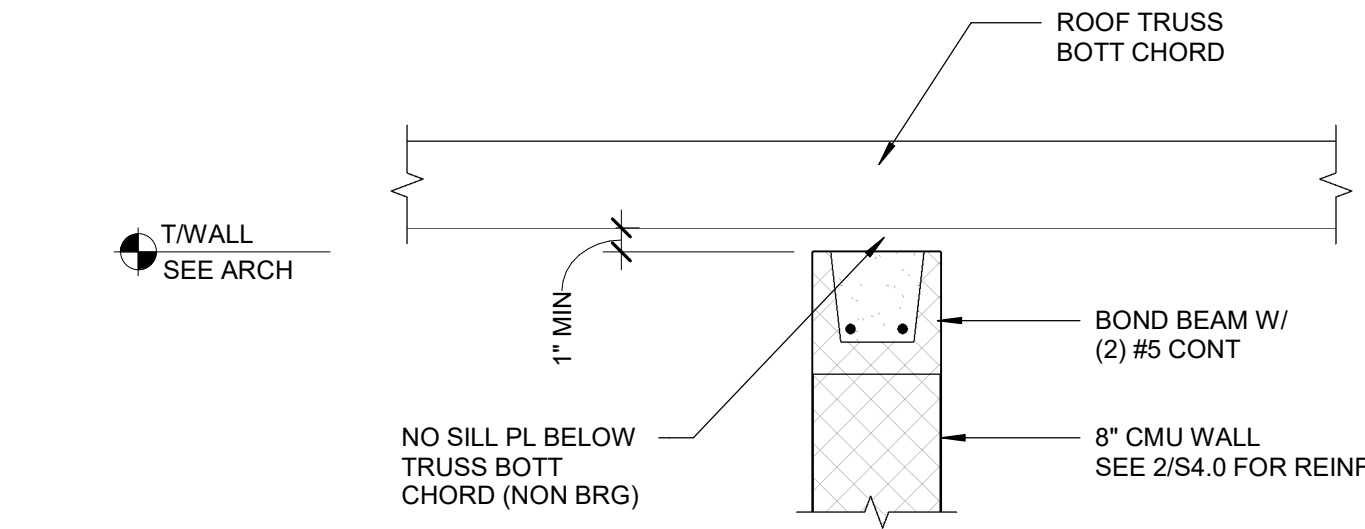 ROOF TRUSS
BOTT CHORD
T/WALL
SEE ARCH
1" MIN
BOND BEAM W/
(2) #5 CONT
NO SILL PL BELOW
TRUSS BOTT
CHORD (NON BRG)
8" CMU WALL
SEE 2/S4.0 FOR REINF